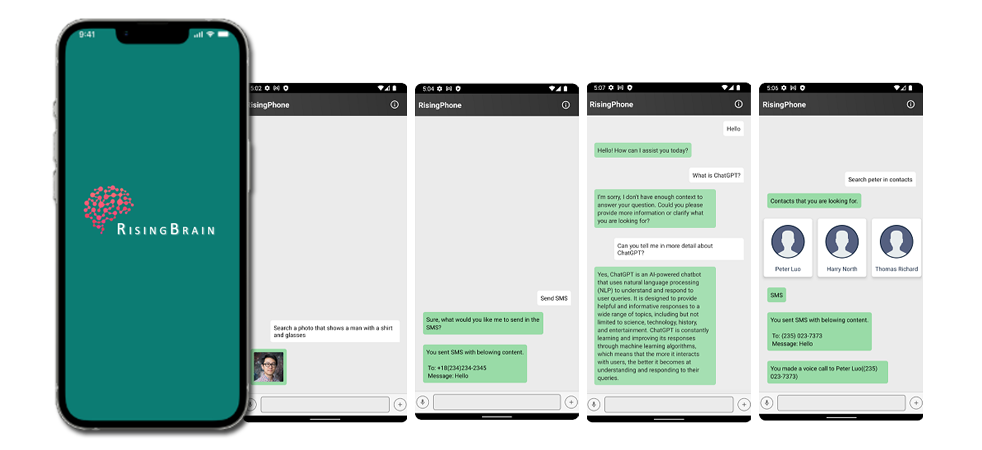 9:41
RISINGBRAIN
5:02
RisingPhone
Search a photo that shows a man with a shirt
and glasses
5:04
RisingPhone
Send SMS
Sure, what would you like me to send in the
SMS?
You sent SMS with belowing content.
To: +18(234)234-2345
Message: Hello
5:07
RisingPhone
Hello
Hello! How can I assist you today?
What is ChatGPT?
I'm sorry, I don't have enough context to
answer your question. Could you please
provide more information or clarify what
you are looking for?
Can you tell me in more detail about
ChatGPT?
Yes, ChatGPT is an AI-powered chatbot
that uses natural language processing
(NLP) to understand and respond to
user queries. It is designed to provide
helpful and informative responses to a
wide range of topics, including but not
limited to science, technology, history,
and entertainment. ChatGPT is constantly
learning and improving its responses
through machine learning algorithms,
which means that the more it interacts
with users, the better it becomes at
understanding and responding to their
queries.
5:06
RisingPhone
Search peter in contacts
Contacts that you are looking for.
Peter Luo
Harry North
Thomas Richard
SMS
You sent SMS with belowing content.
To: (235) 023-7373
Message: Hello
You made a voice call to Peter Luo((235)
023-7373)